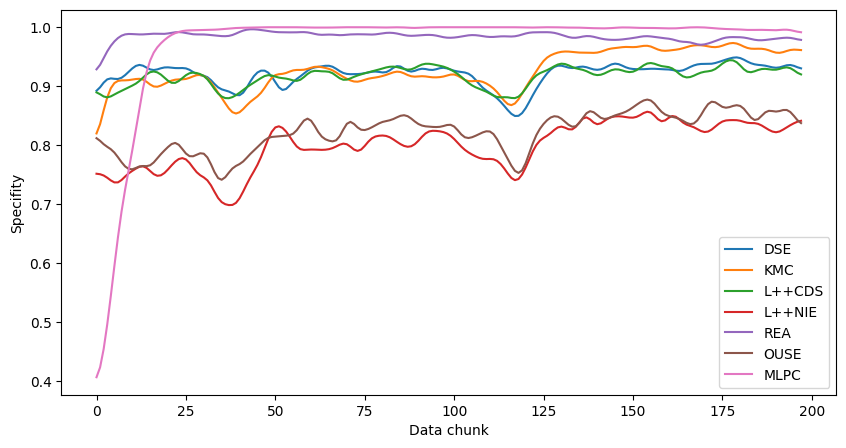 1.0
0.9
0.8
0.7
0.6
0.5
0.4
Specifity
0 25 50 75 100 125 150 175 200
Data chunk
DSE
KMC
L++CDS
L++NIE
REA
OUSE
MLPC